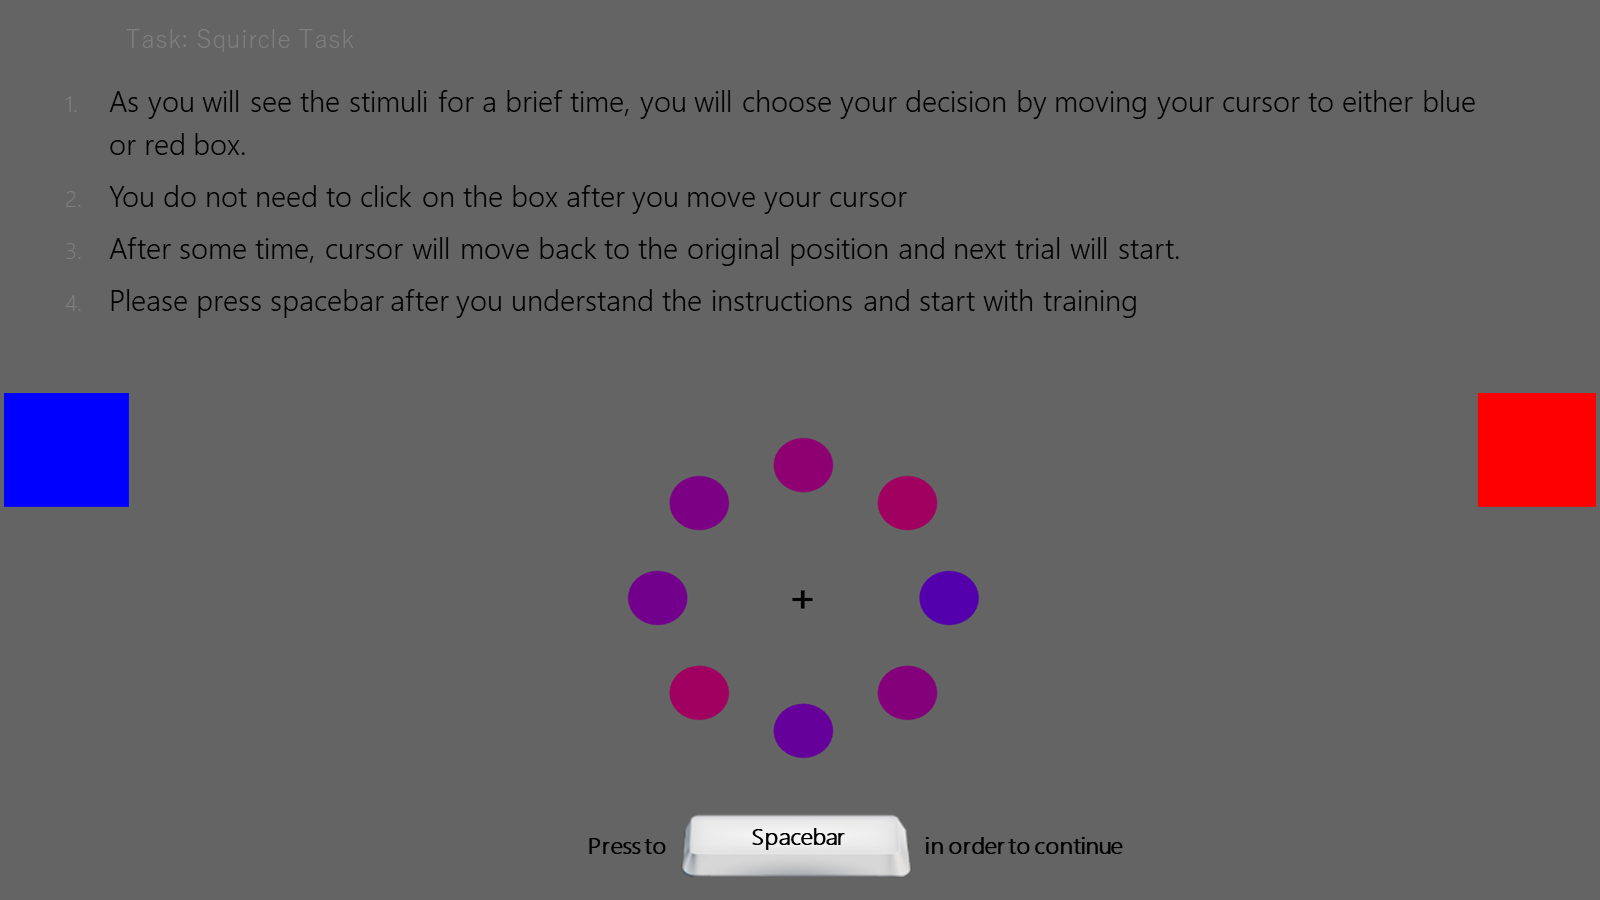 Task: Squircle Task
1. As you will see the stimuli for a brief time, you will choose your decision by moving your cursor to either blue
or red box.
2. You do not need to click on the box after you move your cursor
3. After some time, cursor will move back to the original position and next trial will start.
4. Please press spacebar after you understand the instructions and start with training
+
Press to Spacebar in order to continue